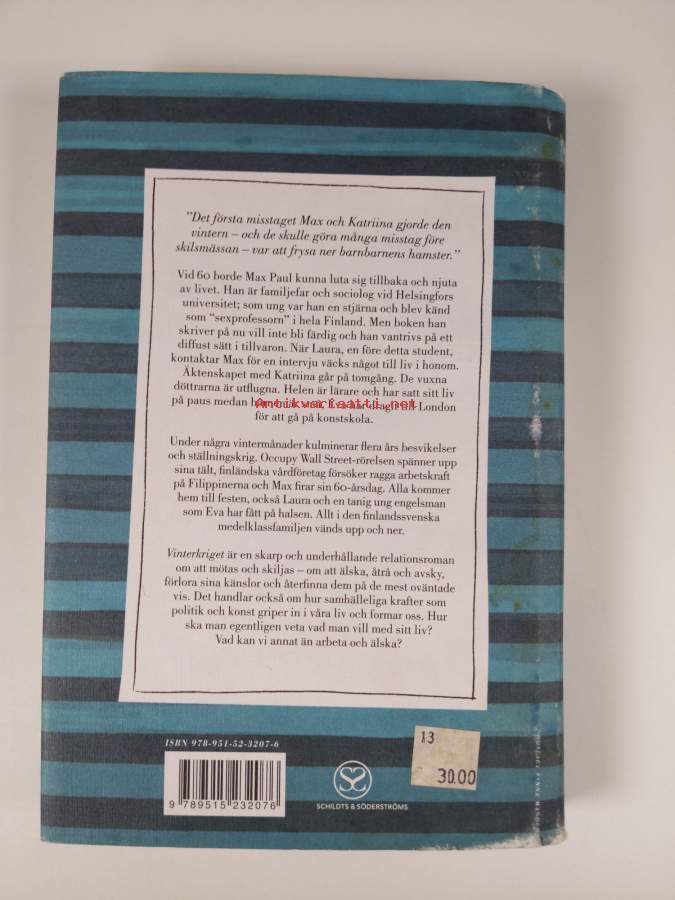 ”Det första misstaget Max och Katriina gjorde den
vintern – och de skulle göra många misstag före
skilsmässan – var att frysa ner barnbarnens hamster.”
Vid 60 borde Max Paul kunna luta sig tillbaka och njuta
av livet. Han är familjefar och sociolog vid Helsingfors
universitet; som ung var han en stjärna och blev känd
som ”sexprofessorn” i hela Finland. Men boken han
skriver på nu vill inte bli färdig och han vantrivs på ett
diffust sätt i tillvaron. När Laura, en före detta student,
kontaktar Max för en intervju väcks något till liv i honom.
Äktenskapet med Katriina går på tomgång. De vuxna
döttrarna är utflugna. Helen är lärare och har satt sitt liv
på paus medan London
Antikvariaatti.net
för att gå på konstskola.
Under några vintermånader kulminerar flera års besvikelser
och ställningskrig. Occupy Wall Street-rörelsen spänner upp
sina tält, finländska vårdföretag försöker ragga arbetskraft
på Filippinerna och Max firar sin 60-årsdag. Alla kommer
hem till festen, också Laura och en tanig ung engelsman
som Eva har fått på halsen. Allt i den finlandssvenska
medelklassfamiljen vänds upp och ner.
Vinterkriget är en skarp och underhållande relationsroman
om att mötas och skiljas – om att älska, åtrå och avsky,
förlora sina känslor och återfinna dem på de mest oväntade
vis. Det handlar också om hur samhälleliga krafter som
politik och konst griper in i våra liv och formar oss. Hur
ska man egentligen veta vad man vill med sitt liv?
Vad kan vi annat än arbeta och älska?
ISBN 978-951-52-3207-6
9 789515 232076
SCHILDTS & SÖDERSTRÖMS
13
30.00